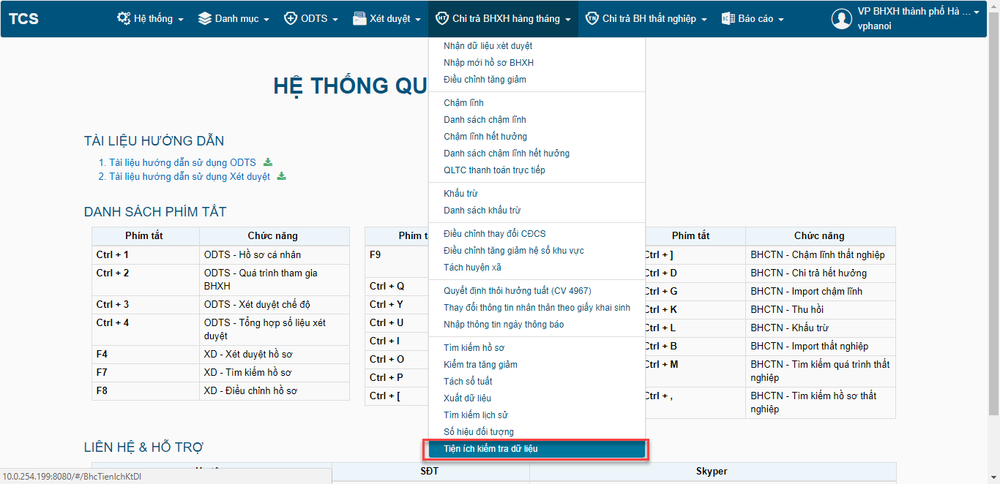 TCS Hệ thống Danh mục ODTS Xét duyệt Chi trả BHXH hàng tháng Chi trả BH thất nghiệp Báo cáo VP BHXH thành phố Hà ...
vphanoi
Nhận dữ liệu xét duyệt
Nhập mới hồ sơ BHXH
Điều chỉnh tăng giảm
Chậm lĩnh
Danh sách chậm lĩnh
Chậm lĩnh hết hưởng
Danh sách chậm lĩnh hết hưởng
QLTC thanh toán trực tiếp
Khấu trừ
Danh sách khấu trừ
Điều chỉnh thay đổi CĐCS
Điều chỉnh tăng giảm hệ số khu vực
Tách huyện xã
Quyết định thôi hưởng tuất (CV 4967)
Thay đổi thông tin nhân thân theo giấy khai sinh
Nhập thông tin ngày thông báo
Tìm kiếm hồ sơ
Kiểm tra tăng giảm
Tách sổ tuất
Xuất dữ liệu
Tìm kiếm lịch sử
Số hiệu đối tượng
Tiện ích kiểm tra dữ liệu
HỆ THỐNG QU
TÀI LIỆU HƯỚNG DẪN
1. Tài liệu hướng dẫn sử dụng ODTS
2. Tài liệu hướng dẫn sử dụng Xét duyệt
DANH SÁCH PHÍM TẮT
Phím tắt Chức năng
Ctrl + 1 ODTS - Hồ sơ cá nhân
Ctrl + 2 ODTS - Quá trình tham gia
BHXH
Ctrl + 3 ODTS - Xét duyệt chế độ
Ctrl + 4 ODTS - Tổng hợp số liệu xét
duyệt
F4 XD - Xét duyệt hồ sơ
F7 XD - Tìm kiếm hồ sơ
F8 XD - Điều chỉnh hồ sơ
Phím t
F9
Ctrl + Q
Ctrl + Y
Ctrl + U
Ctrl + I
Ctrl + O
Ctrl + P
Ctrl + [
Phím tắt Chức năng
Ctrl + ] BHCTN - Chậm lĩnh thất nghiệp
Ctrl + D BHCTN - Chi trả hết hưởng
Ctrl + G BHCTN - Import chậm lĩnh
Ctrl + K BHCTN - Thu hồi
Ctrl + L BHCTN - Khấu trừ
Ctrl + B BHCTN - Import thất nghiệp
Ctrl + M BHCTN - Tìm kiếm quá trình thất
nghiệp
Ctrl + , BHCTN - Tìm kiếm hồ sơ thất
nghiệp
LIÊN HỆ & HỖ TRỢ
SĐT Skyper
10.0.254.199:8080/#/BhcTienIchKtDl